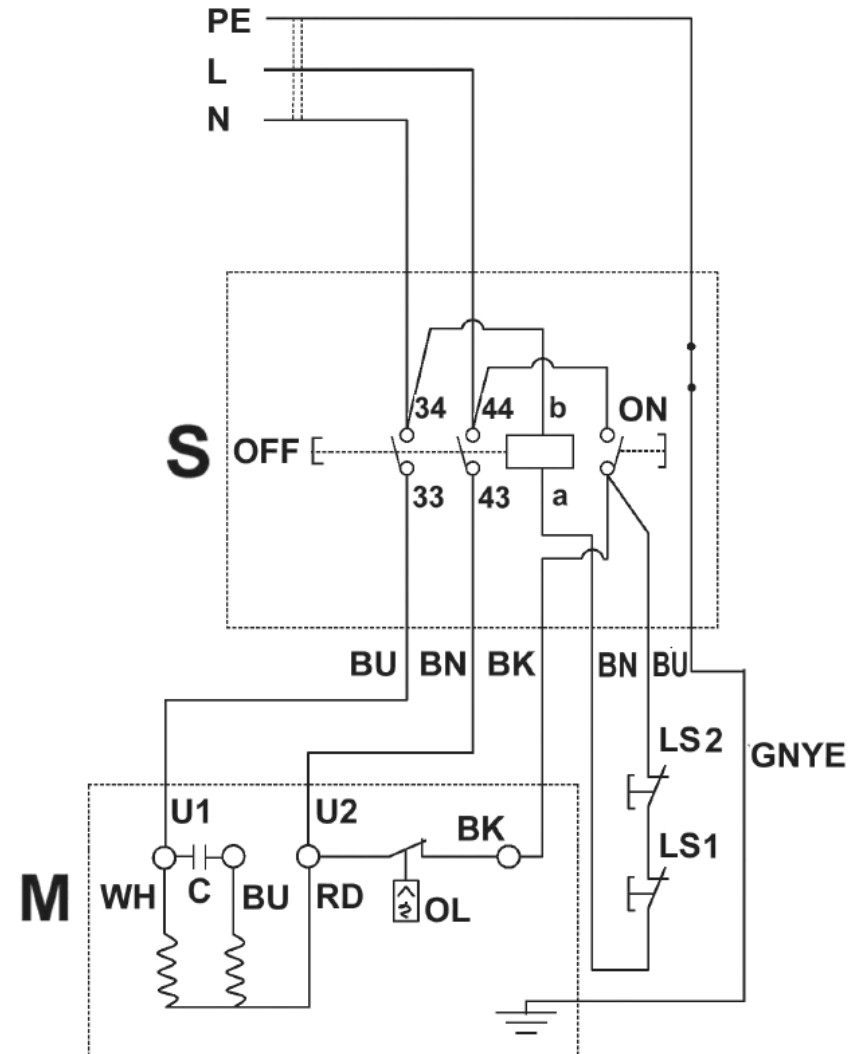 PE
L
N
34 44 b ON
S OFF
33 43 a
BU BN BK BN BU
LS2
GNYE
U1 U2 BK
LS1
M WH C BU RD OL